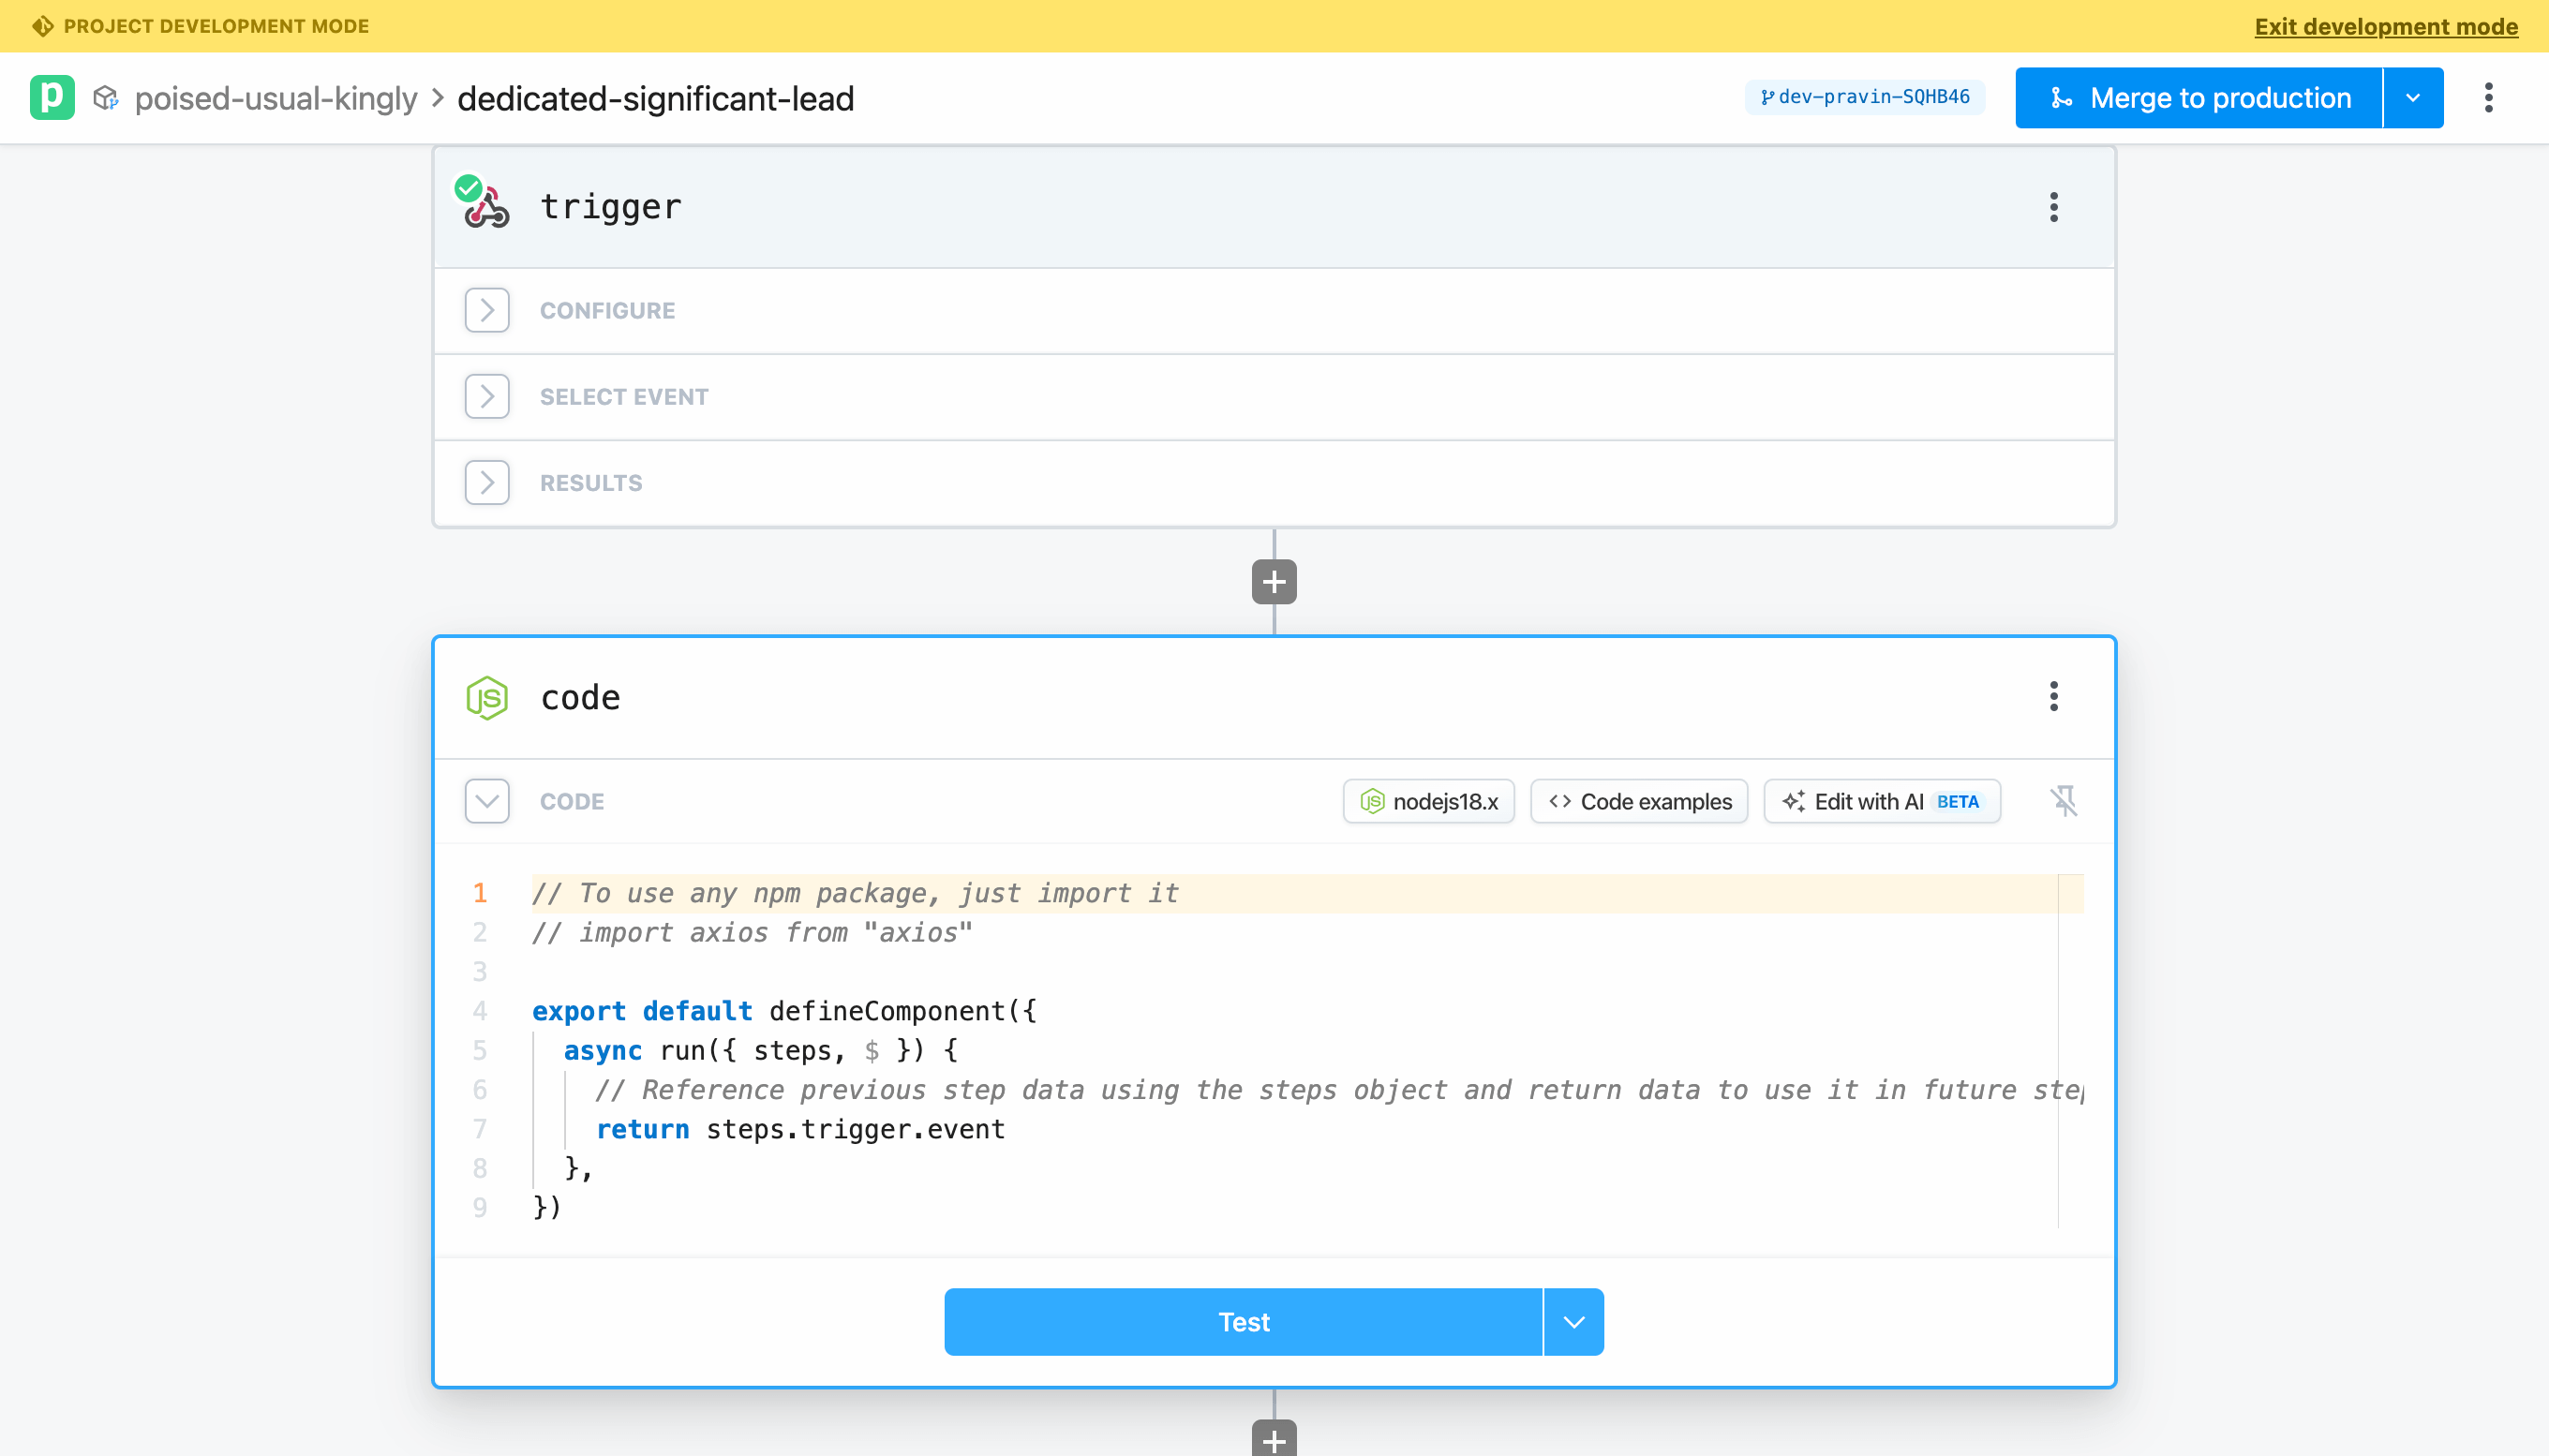 PROJECT DEVELOPMENT MODE
Exit development mode
p
poised-usual-kingly > dedicated-significant-lead
dev-pravin-SQHB46
Merge to production
trigger
CONFIGURE
SELECT EVENT
RESULTS
code
CODE
JS nodejs18.x
<> Code examples
Edit with AI BETA
1 // To use any npm package, just import it
2 // import axios from "axios"
3
4 export default defineComponent({
5 async run({ steps, $ }) {
6 // Reference previous step data using the steps object and return data to use it in future
7 return steps.trigger.event
8 },
9 })
Test